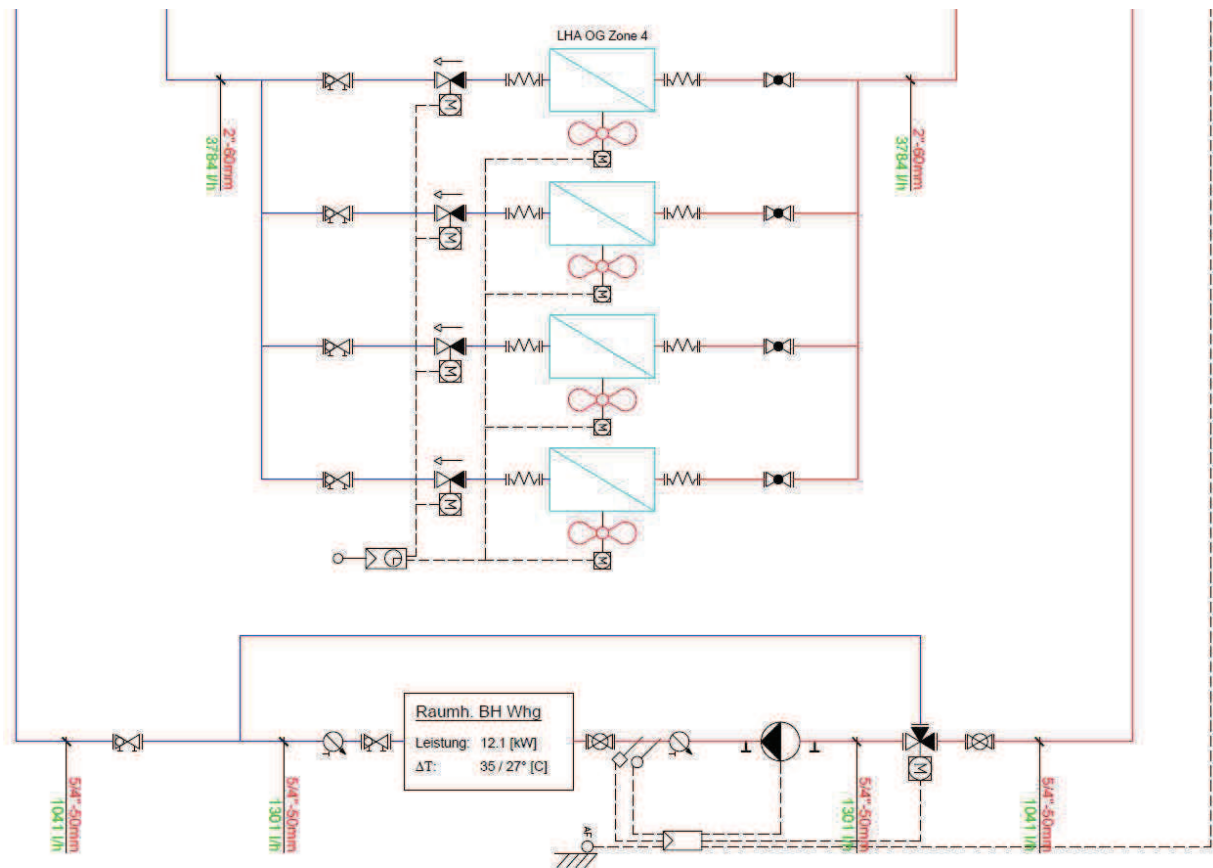 LHA OG Zone 4
2"-60mm
3784 l/h
2"-60mm
3784 l/h
M
M
M
M
M
M
M
M
Raumh. BH Whg
Leistung: 12.1 [kW]
ΔT: 35 / 27° [C]
M
T
T
5/4"-50mm
1041 l/h
5/4"-50mm
1301 l/h
5/4"-50mm
1301 l/h
5/4"-50mm
1041 l/h
AF